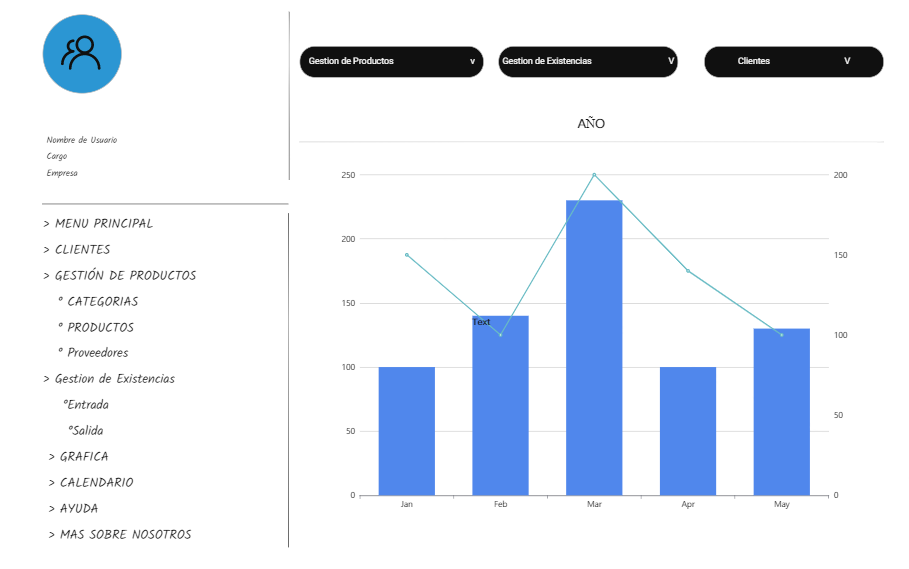 Nombre de Usuario
Cargo
Empresa
> MENU PRINCIPAL
> CLIENTES
> GESTIÓN DE PRODUCTOS
° CATEGORIAS
° PRODUCTOS
° Proveedores
> Gestion de Existencias
°Entrada
°Salida
> GRAFICA
> CALENDARIO
> AYUDA
> MAS SOBRE NOSOTROS
Gestion de Productos v
Gestion de Existencias V
Clientes V
AÑO
250 200
200
150
150
Text
100
100
50
50
0 0
Jan Feb Mar Apr May